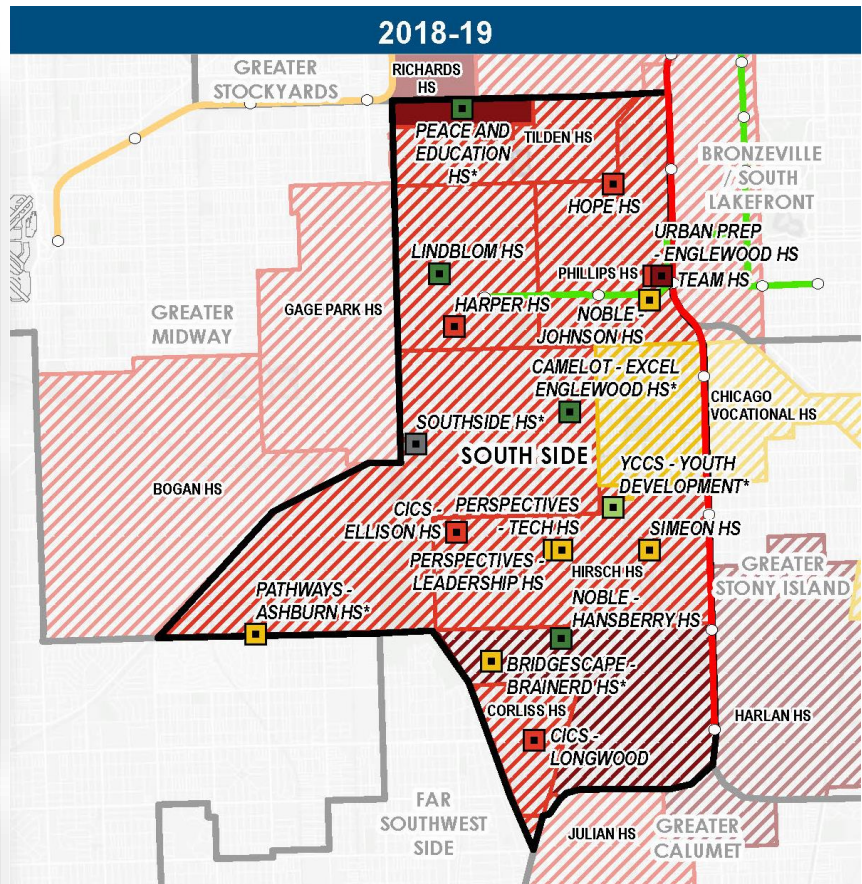 2018-19
GREATER
STOCKYARDS
RICHARDS
HS
PEACE AND
EDUCATION
HS*
TILDEN HS
BRONZEVILLE
/ SOUTH
LAKEFRONT
HOPE HS
URBAN PREP
- ENGLEWOOD HS
LINDBLOM HS
PHILLIPS HS
TEAM HS
GREATER
MIDWAY
GAGE PARK HS
HARPER HS
NOBLE -
JOHNSON HS
CAMELOT - EXCEL
ENGLEWOOD HS*
CHICAGO
VOCATIONAL HS
SOUTHSIDE HS*
SOUTH SIDE
YCCS - YOUTH
DEVELOPMENT*
BOGAN HS
CICS -
ELLISON HS
PERSPECTIVES
- TECH HS
SIMEON HS
PERSPECTIVES -
LEADERSHIP HS
HIRSCH HS
GREATER
STONY ISLAND
PATHWAYS -
ASHBURN HS*
NOBLE -
HANSBERRY HS
BRIDGESCAPE -
BRAINERD HS*
CORLISS HS
HARLAN HS
CICS -
LONGWOOD
FAR
SOUTHWEST
SIDE
JULIAN HS
GREATER
CALUMET